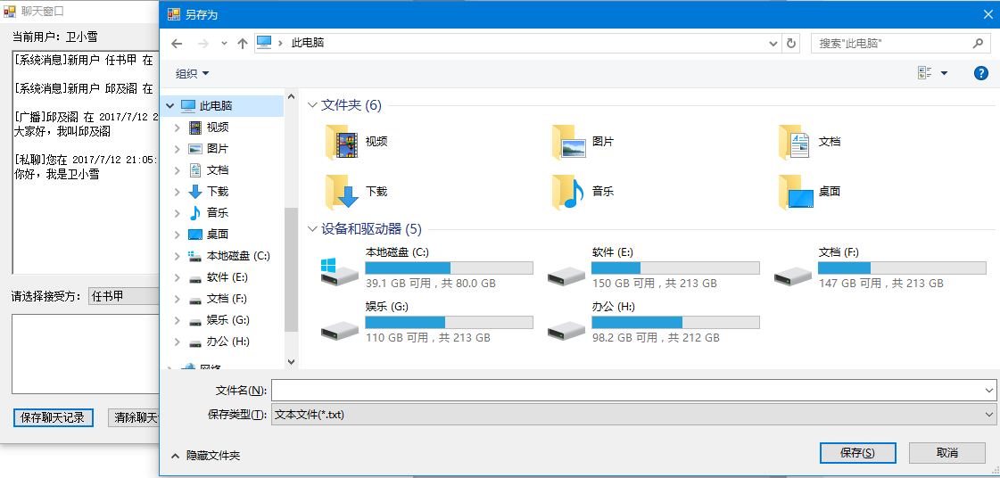 聊天窗口
当前用户：卫小雪
[系统消息]新用户 任书甲 在
[系统消息]新用户 邱及阁 在
[广播]邱及阁 在 2017/7/12 2
大家好，我叫邱及阁
[私聊]您在 2017/7/12 21:05:
你好，我是卫小雪
请选择接受方：
任书甲
保存聊天记录
清除聊天
另存为
此电脑
搜索"此电脑"
组织
此电脑
视频
图片
文档
下载
音乐
桌面
本地磁盘 (C:)
软件 (E:)
文档 (F:)
娱乐 (G:)
办公 (H:)
网络
文件夹 (6)
视频
图片
文档
下载
音乐
桌面
设备和驱动器 (5)
本地磁盘 (C:)
39.1 GB 可用，共 80.0 GB
软件 (E:)
150 GB 可用，共 213 GB
文档 (F:)
147 GB 可用，共 213 GB
娱乐 (G:)
110 GB 可用，共 213 GB
办公 (H:)
98.2 GB 可用，共 212 GB
文件名(N):
保存类型(T):
文本文件(*.txt)
隐藏文件夹
保存(S)
取消